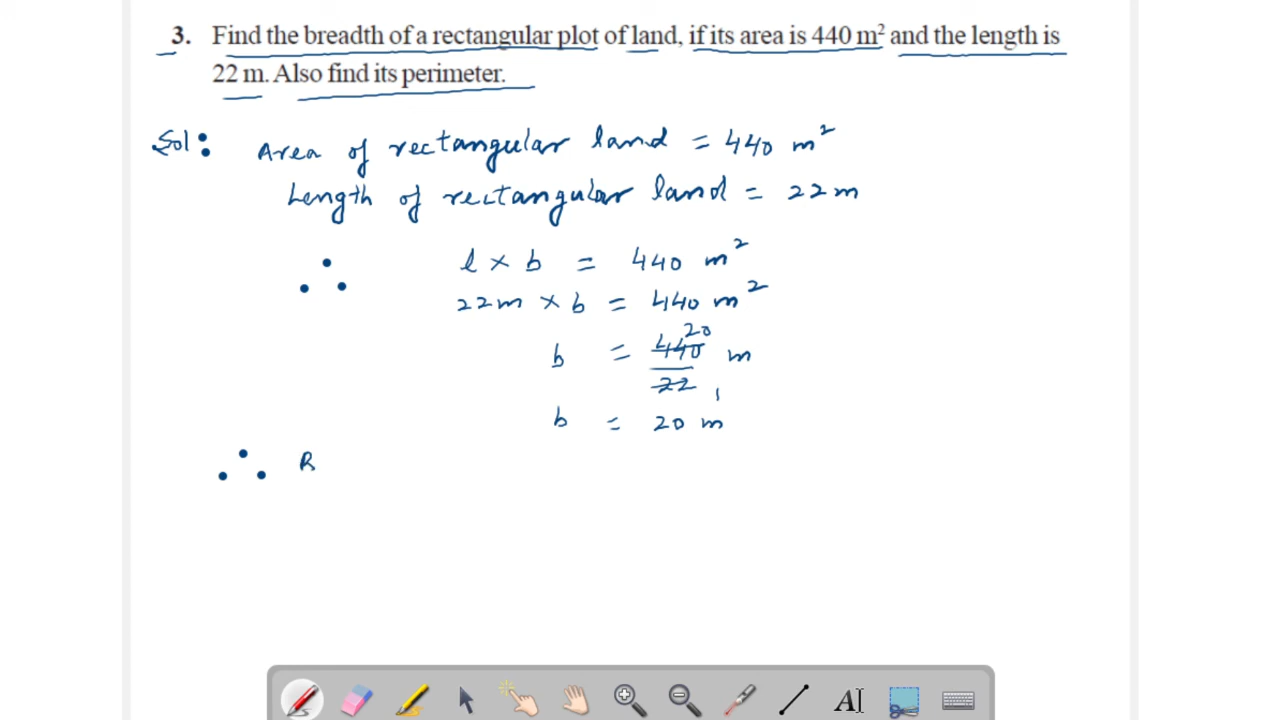 3. Find the breadth of a rectangular plot of land, if its area is 440 m² and the length is
22 m. Also find its perimeter.
Sol: Area of rectangular land = 440 m²
Length of rectangular land = 22 m
∴ l × b = 440 m²
22m × b = 440 m²
20
b = 440/22 m
1
b = 20 m
∴ B
AI